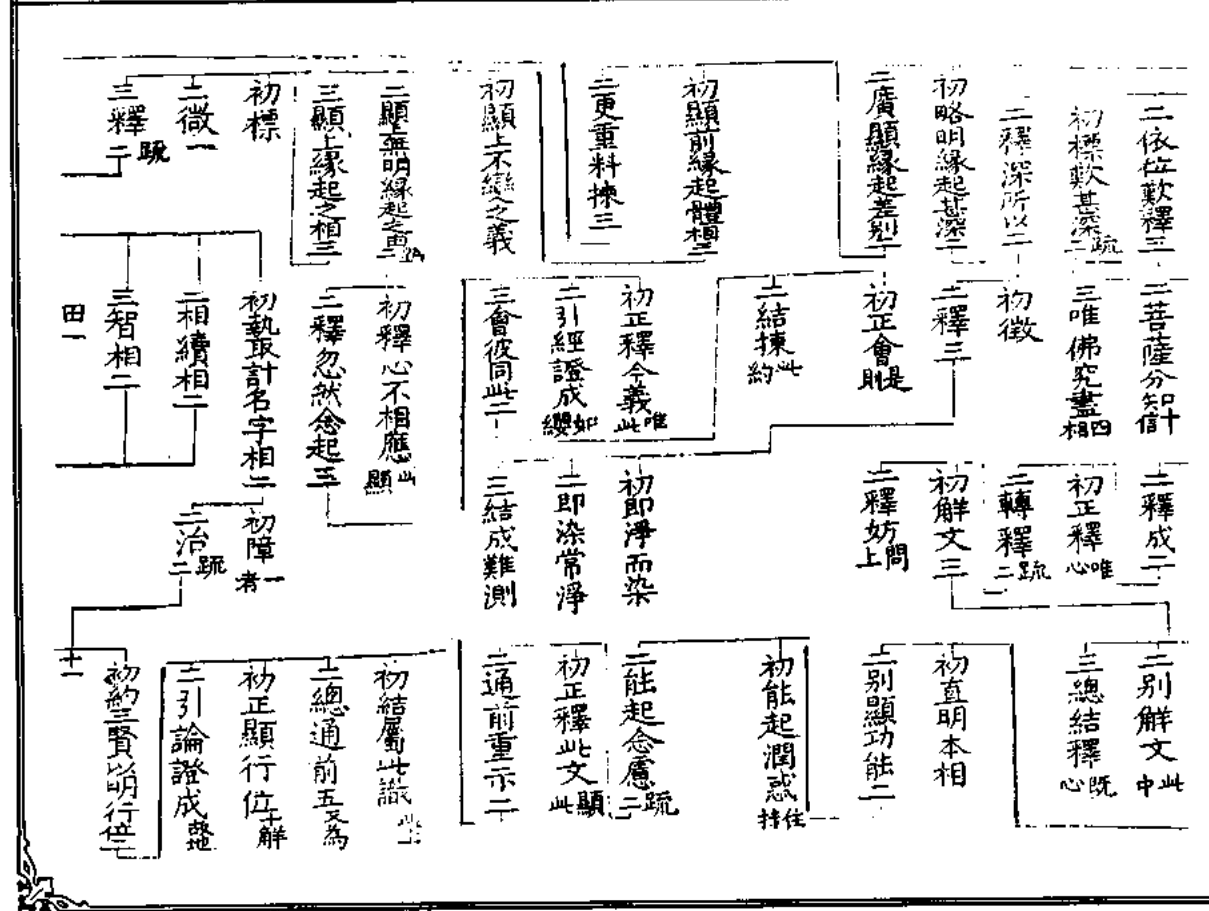 二依位歎釋三
初標歎甚深二疏
二釋深所以二
初略明緣起甚深二
二廣顯緣起差別二
初顯前緣起體相三
二更重料揀三
初顯上不變之義
二顯無明緣起之
三顯上緣起之相三
初標
二徵一
三釋二疏
二菩薩分知十信
三唯佛究盡四相
初徵
二釋三
初正會是則
二結揀此約
初正釋今義唯此
二引經證成如纓
三會彼同此二
初釋心不相應此顯
二釋忽然念起三
初執取計名字相二
二相續相二
三智相二
田一
二釋成二
初正釋唯心
二轉釋疏二
初解文三
二釋妨問上
初即淨而染
二即染常淨
三結成難測
初障一者
二治疏二
二別解文此中
三總結釋既心
初直明本相
二別顯功能二
初能起潤惑住持
二能起念慮疏二
初正釋此文顯此
二通前重示二
初結屬此識
二總通前五又為
初正顯行位十解
二引論證成故地
初約三賢以明行位二
十一